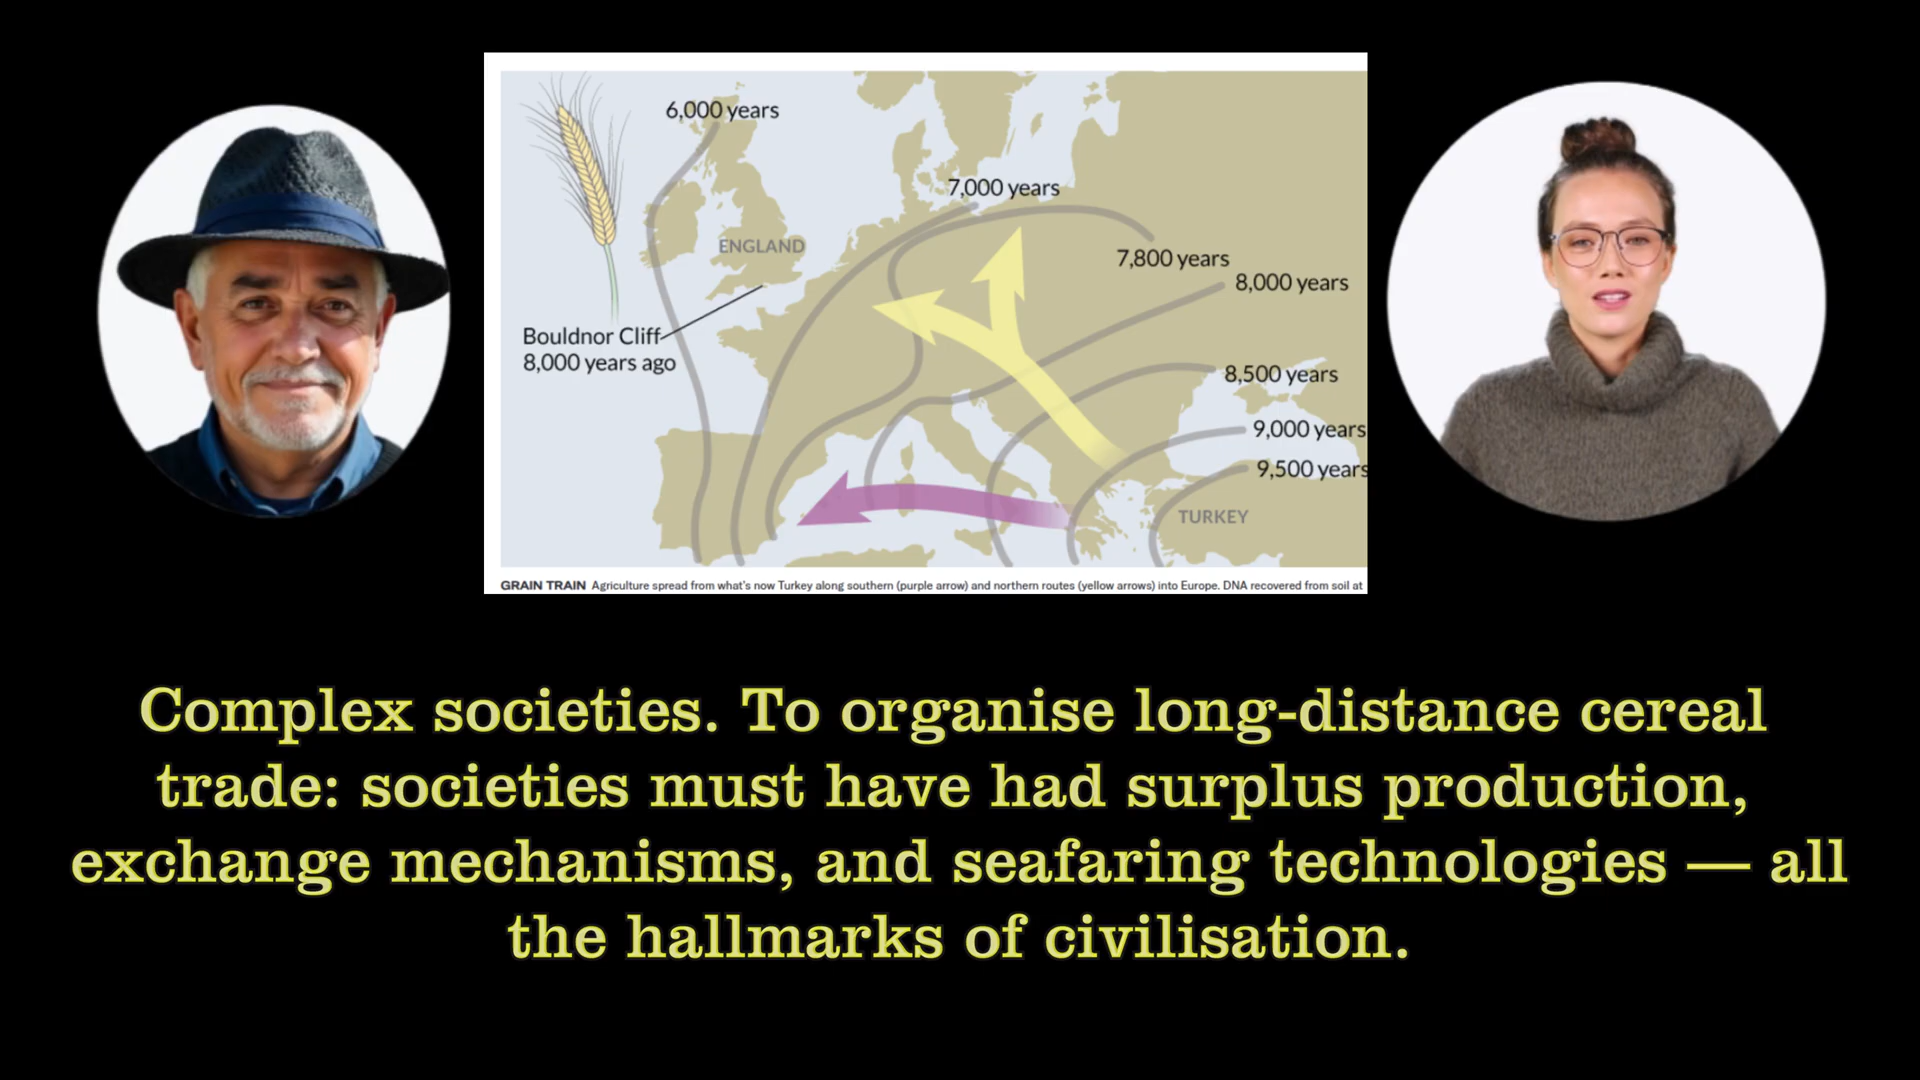 6,000 years
7,000 years
ENGLAND
7,800 years
8,000 years
Bouldnor Cliff
8,000 years ago
8,500 years
9,000 years
9,500 years
TURKEY
GRAIN TRAIN Agriculture spread from what's now Turkey along southern (purple arrow) and northern routes (yellow arrows) into Europe. DNA recovered from soil at
Complex societies. To organise long-distance cereal
trade: societies must have had surplus production,
exchange mechanisms, and seafaring technologies — all
the hallmarks of civilisation.